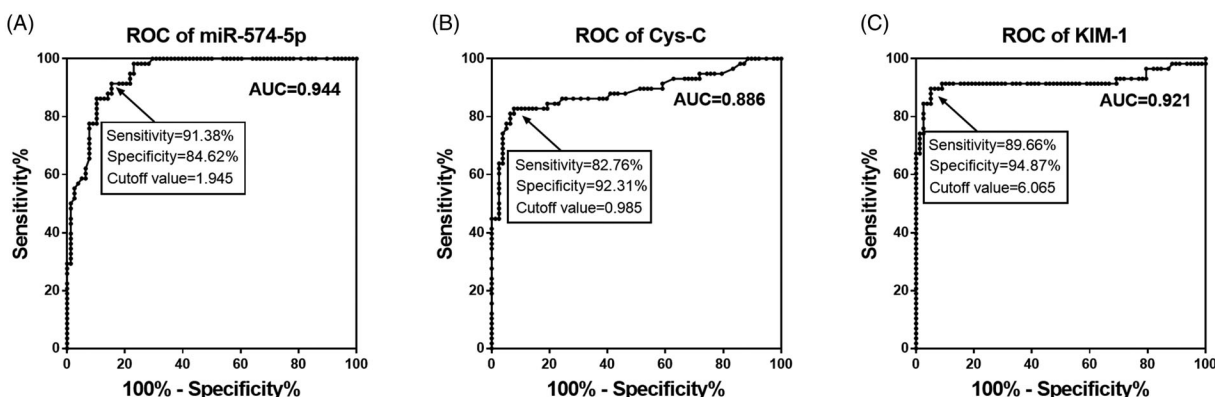 (A)
ROC of miR-574-5p
100
80
60
40
20
0
Sensitivity%
AUC=0.944
Sensitivity=91.38%
Specificity=84.62%
Cutoff value=1.945
0 20 40 60 80 100
100% - Specificity%
(B)
ROC of Cys-C
100
80
60
40
20
0
Sensitivity%
AUC=0.886
Sensitivity=82.76%
Specificity=92.31%
Cutoff value=0.985
0 20 40 60 80 100
100% - Specificity%
(C)
ROC of KIM-1
100
80
60
40
20
0
Sensitivity%
AUC=0.921
Sensitivity=89.66%
Specificity=94.87%
Cutoff value=6.065
0 20 40 60 80 100
100% - Specificity%